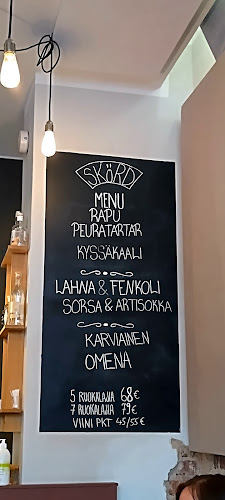 SKÖRD
MENU
RAPU
PEURATARTAR
KYSSÄKAALI
LAHNA & FENKOLI
SORSA & ARTISOKKA
KARVIAINEN
OMENA
5 RUOKALAJIA 68€
7 RUOKALAJIA 79€
VIINI PKT 45/55€